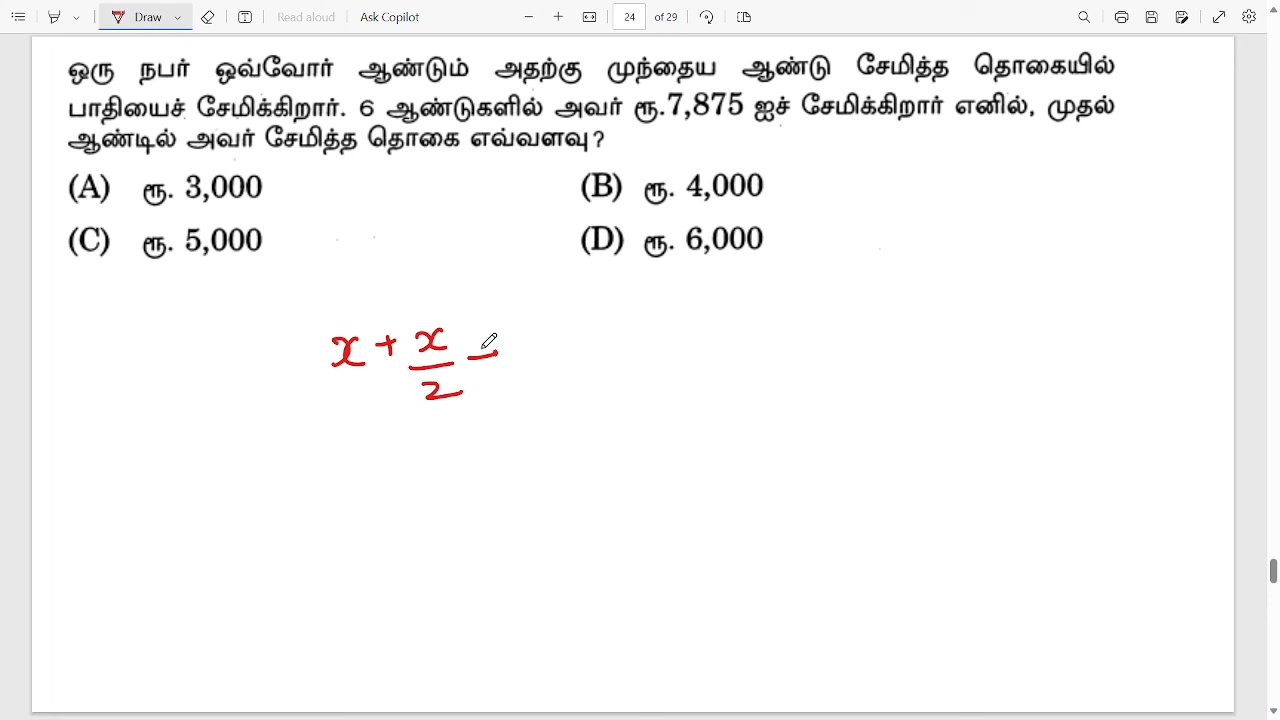 Draw
Read aloud
Ask Copilot
24 of 29
ஒரு நபர் ஒவ்வோர் ஆண்டும் அதற்கு முந்தைய ஆண்டு சேமித்த தொகையில்
பாதியைச் சேமிக்கிறார். 6 ஆண்டுகளில் அவர் ரூ.7,875 ஐச் சேமிக்கிறார் எனில், முதல்
ஆண்டில் அவர் சேமித்த தொகை எவ்வளவு?
(A) ரூ. 3,000 (B) ரூ. 4,000
(C) ரூ. 5,000 (D) ரூ. 6,000
x + x/2 –